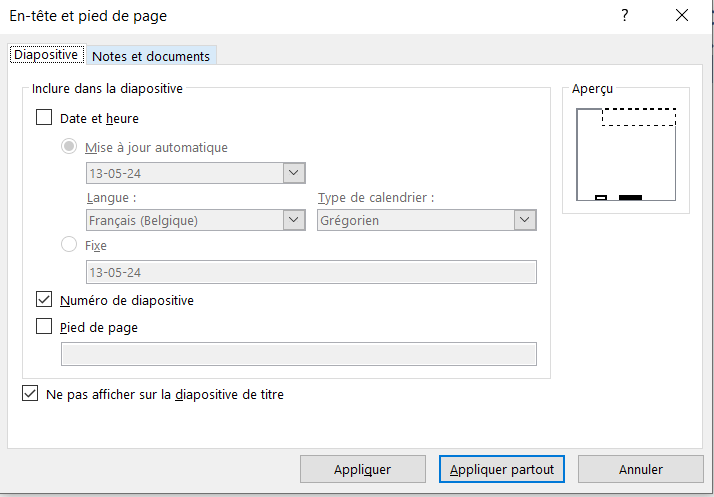 En-tête et pied de page
?
Diapositive
Notes et documents
Inclure dans la diapositive
Aperçu
Date et heure
Mise à jour automatique
13-05-24
Langue :
Type de calendrier :
Français (Belgique)
Grégorien
Fixe
13-05-24
Numéro de diapositive
Pied de page
Ne pas afficher sur la diapositive de titre
Appliquer
Appliquer partout
Annuler